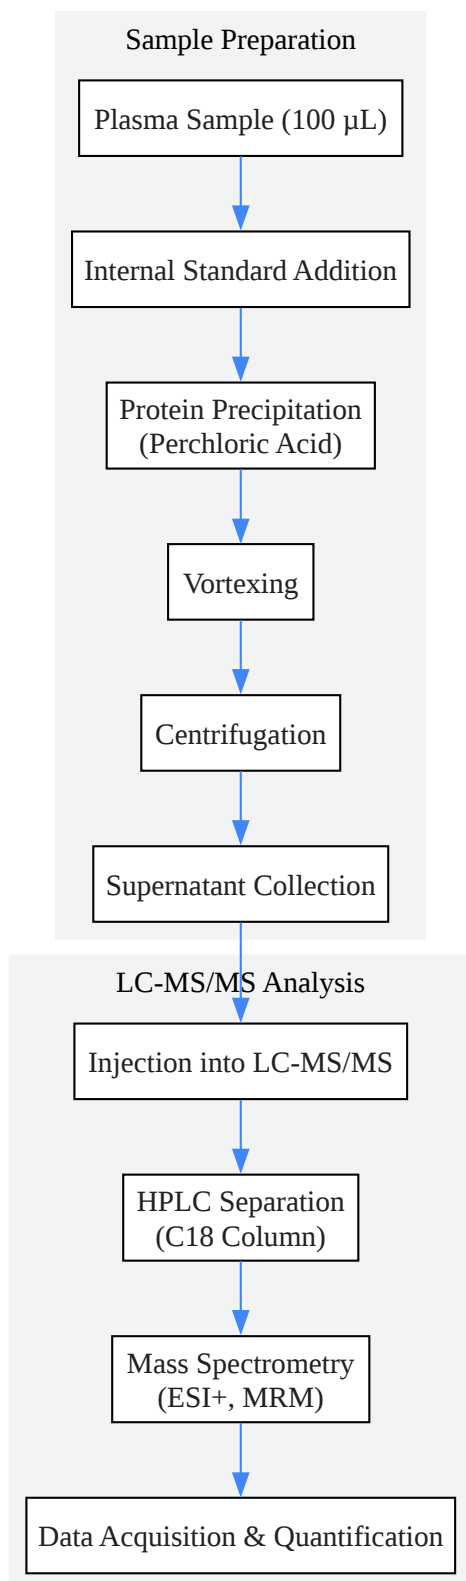 Sample Preparation
Plasma Sample (100 µL)
Internal Standard Addition
Protein Precipitation
(Perchloric Acid)
Vortexing
Centrifugation
Supernatant Collection
LC-MS/MS Analysis
Injection into LC-MS/MS
HPLC Separation
(C18 Column)
Mass Spectrometry
(ESI+, MRM)
Data Acquisition & Quantification